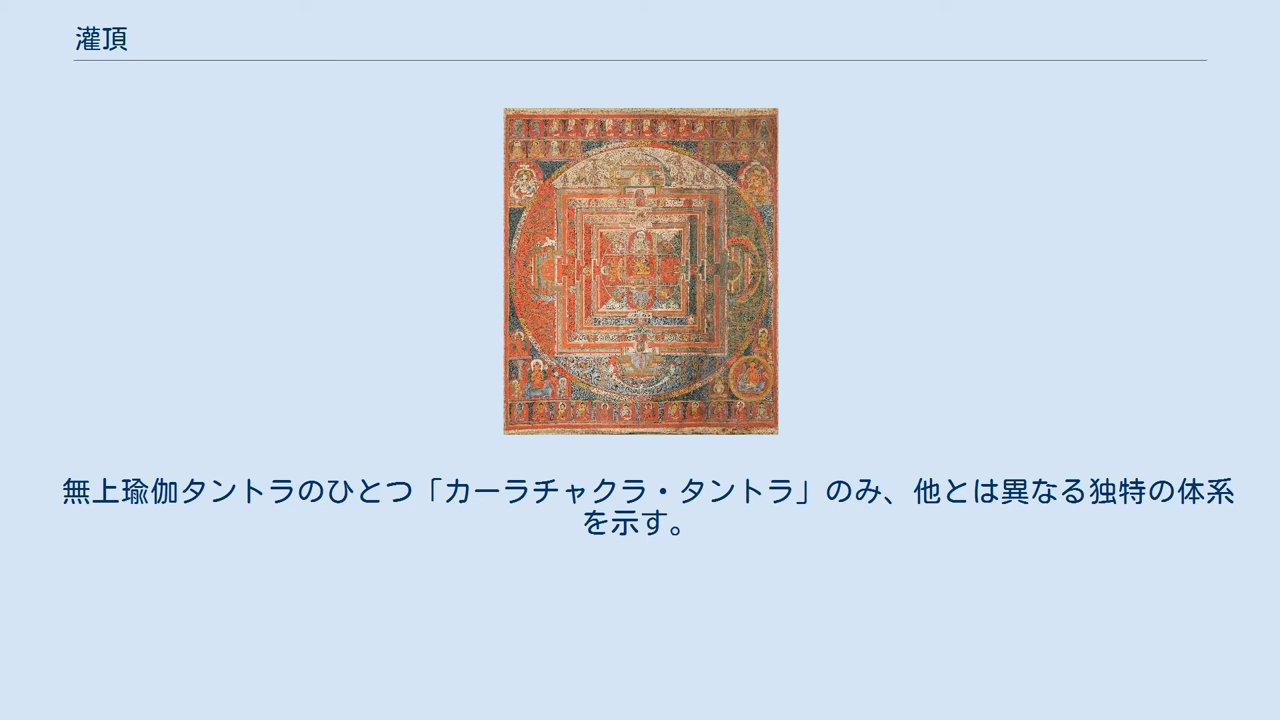 灌頂
無上瑜伽タントラのひとつ「カーラチャクラ・タントラ」のみ、他とは異なる独特の体系
を示す。